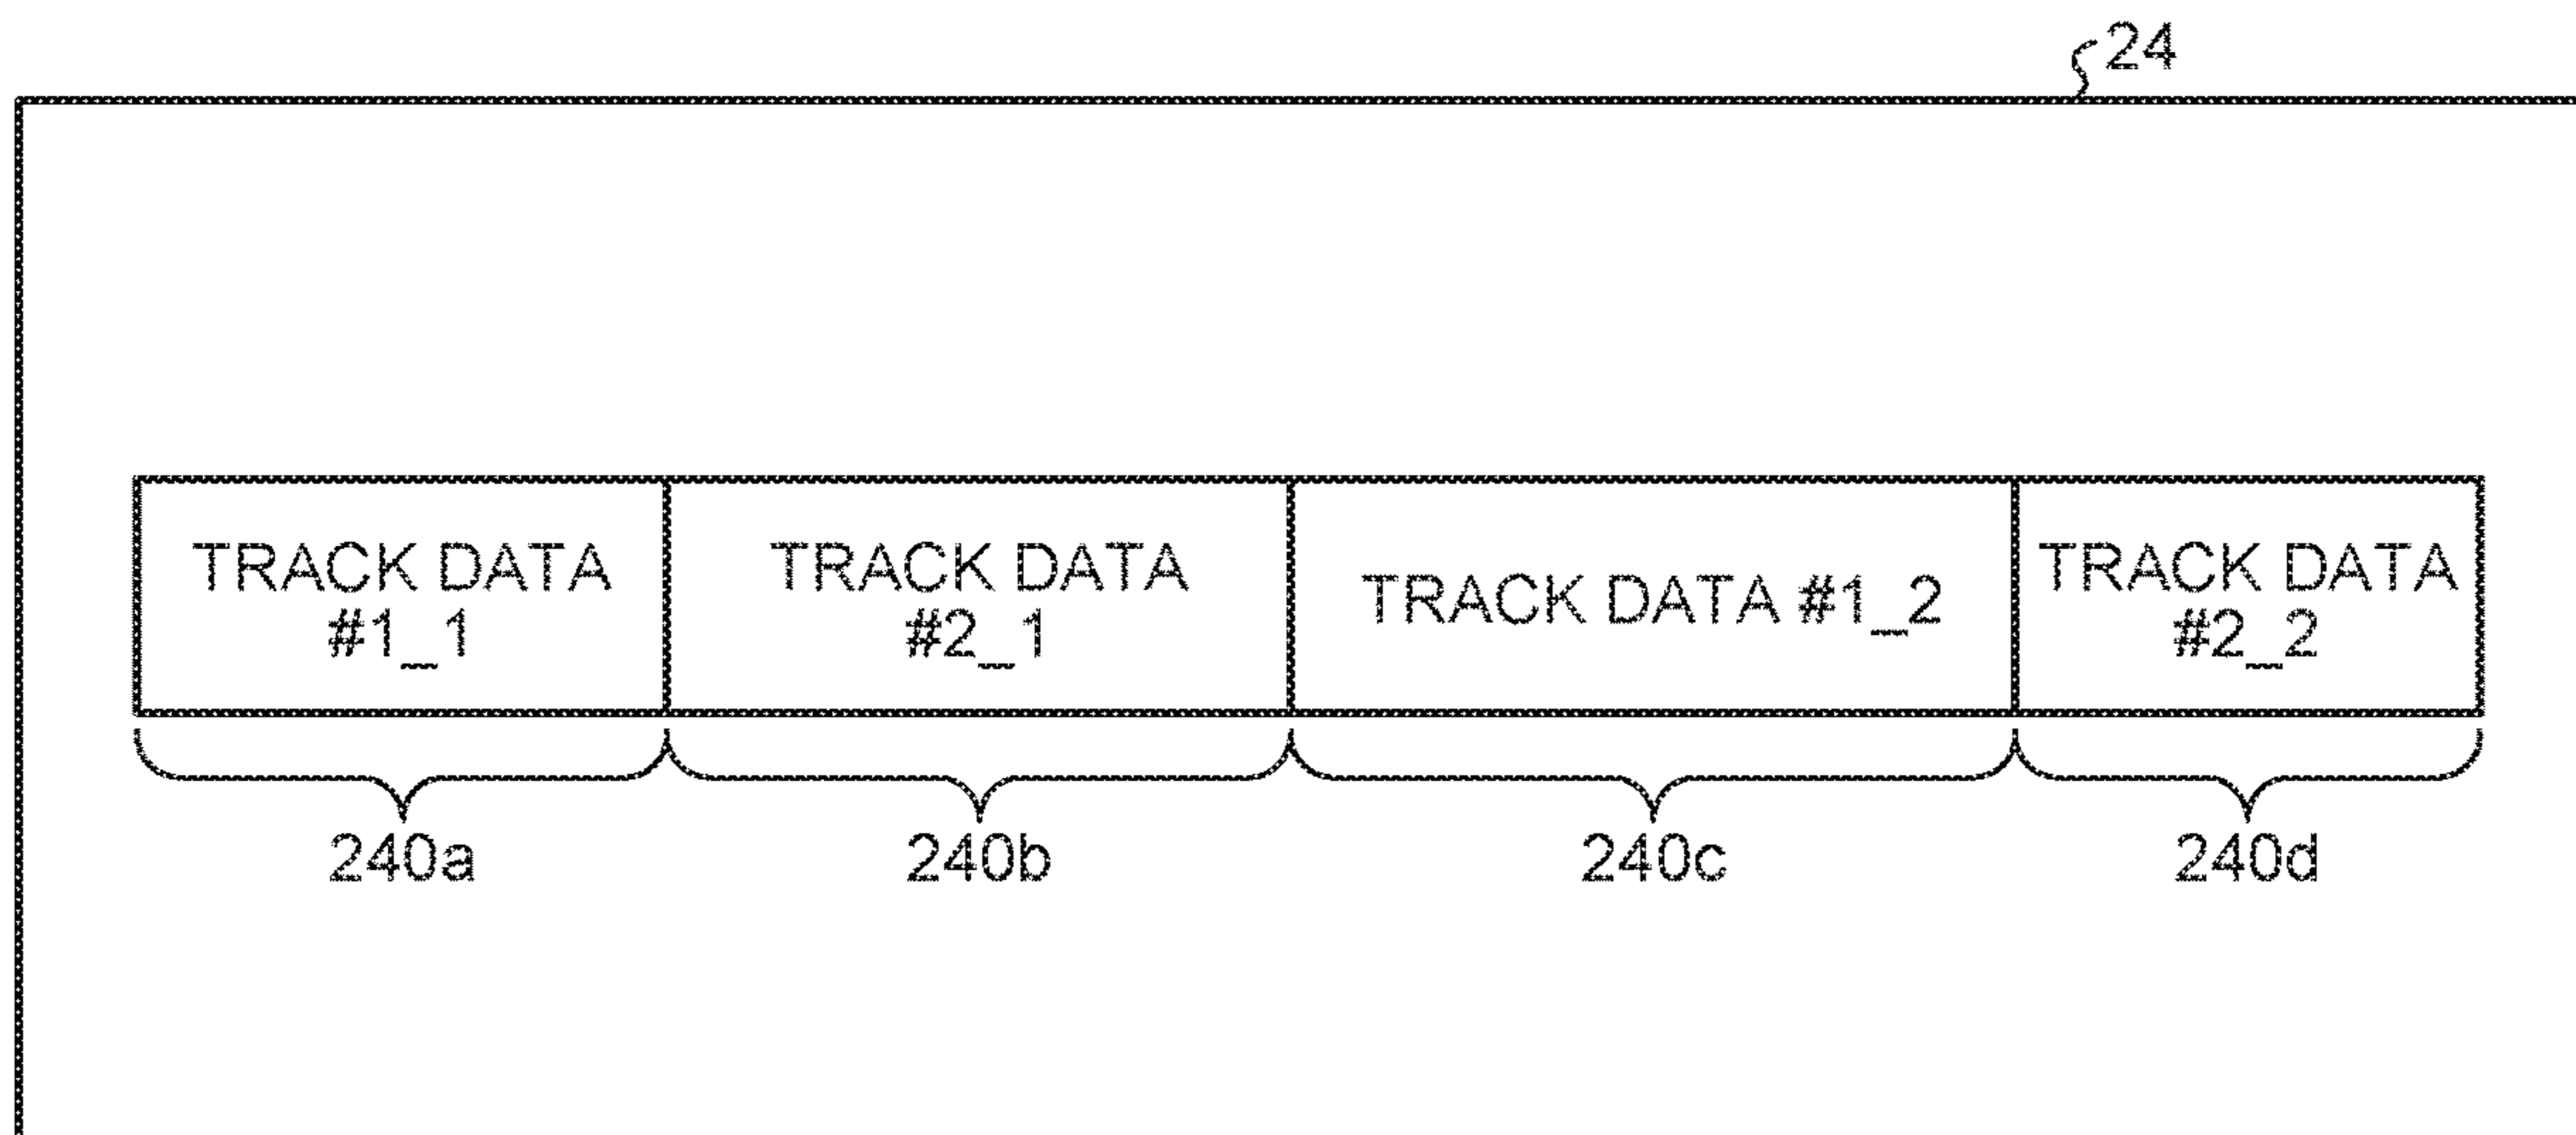 24
TRACK DATA
#1_1
TRACK DATA
#2_1
TRACK DATA #1_2
TRACK DATA
#2_2
240a
240b
240c
240d